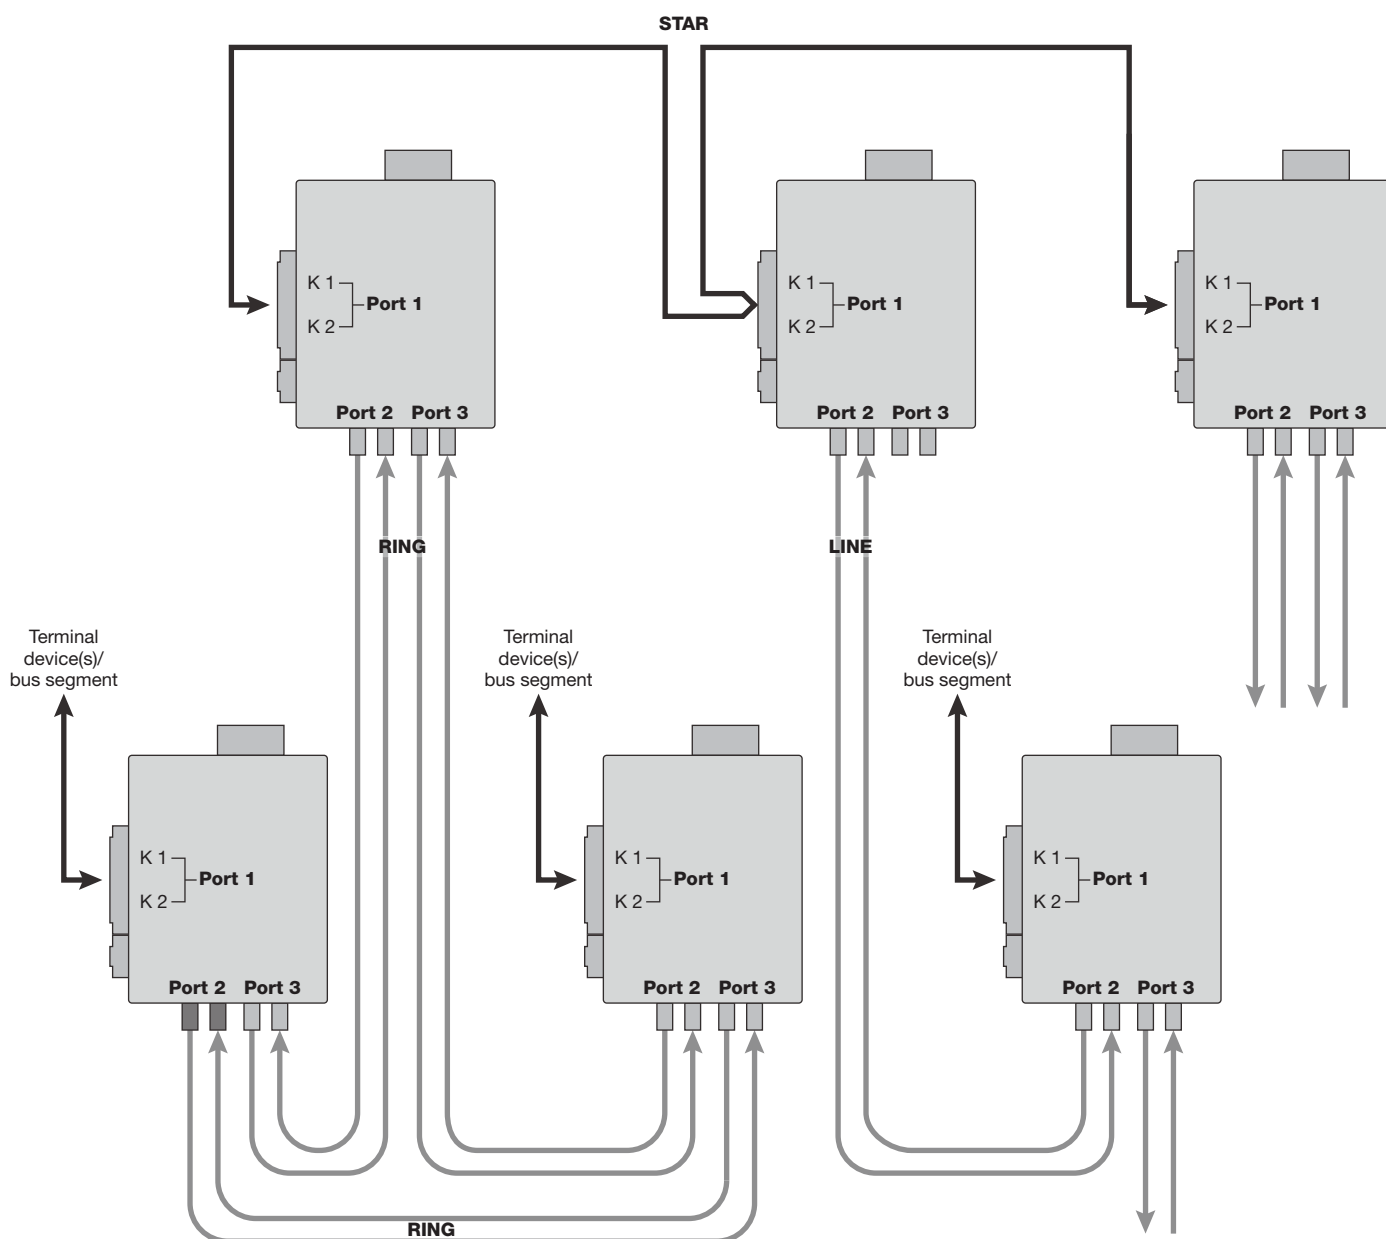 STAR
K 1
Port 1
K 2
Port 2 Port 3
K 1
Port 1
K 2
Port 2 Port 3
K 1
Port 1
K 2
Port 2 Port 3
RING
LINE
Terminal
device(s)/
bus segment
Terminal
device(s)/
bus segment
Terminal
device(s)/
bus segment
K 1
Port 1
K 2
Port 2 Port 3
K 1
Port 1
K 2
Port 2 Port 3
K 1
Port 1
K 2
Port 2 Port 3
RING